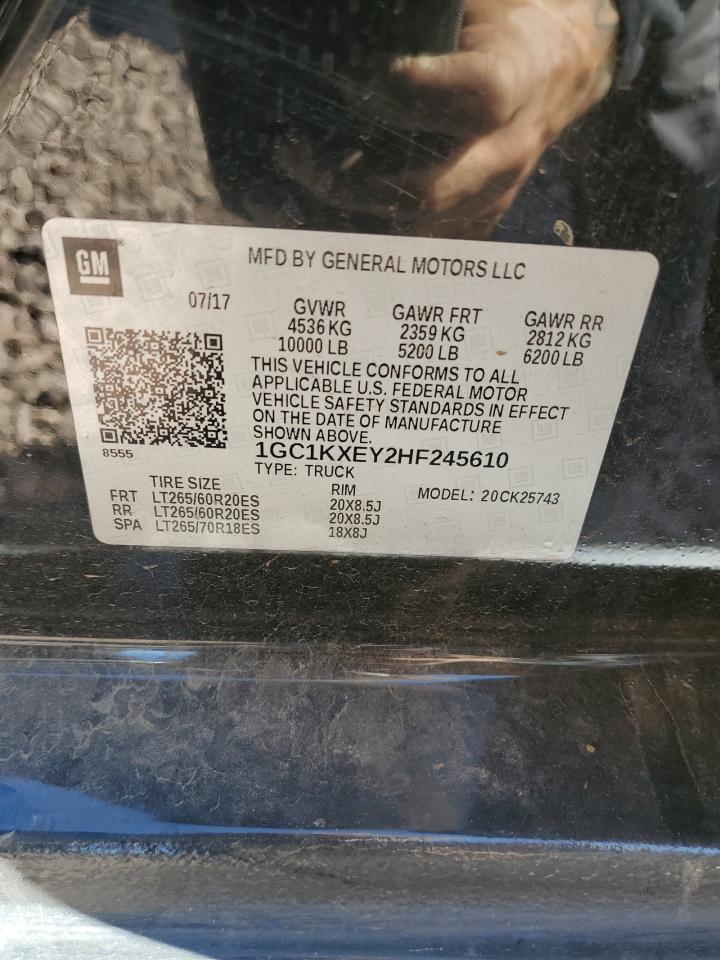 GM
MFD BY GENERAL MOTORS LLC
07/17
GVWR GAWR FRT GAWR RR
4536 KG 2359 KG 2812 KG
10000 LB 5200 LB 6200 LB
THIS VEHICLE CONFORMS TO ALL
APPLICABLE U.S. FEDERAL MOTOR
VEHICLE SAFETY STANDARDS IN EFFECT
ON THE DATE OF MANUFACTURE
SHOWN ABOVE.
8555
1GC1KXEY2HF245610
TYPE: TRUCK
TIRE SIZE RIM MODEL: 20CK25743
FRT LT265/60R20ES 20X8.5J
RR LT265/60R20ES 20X8.5J
SPA LT265/70R18ES 18X8J